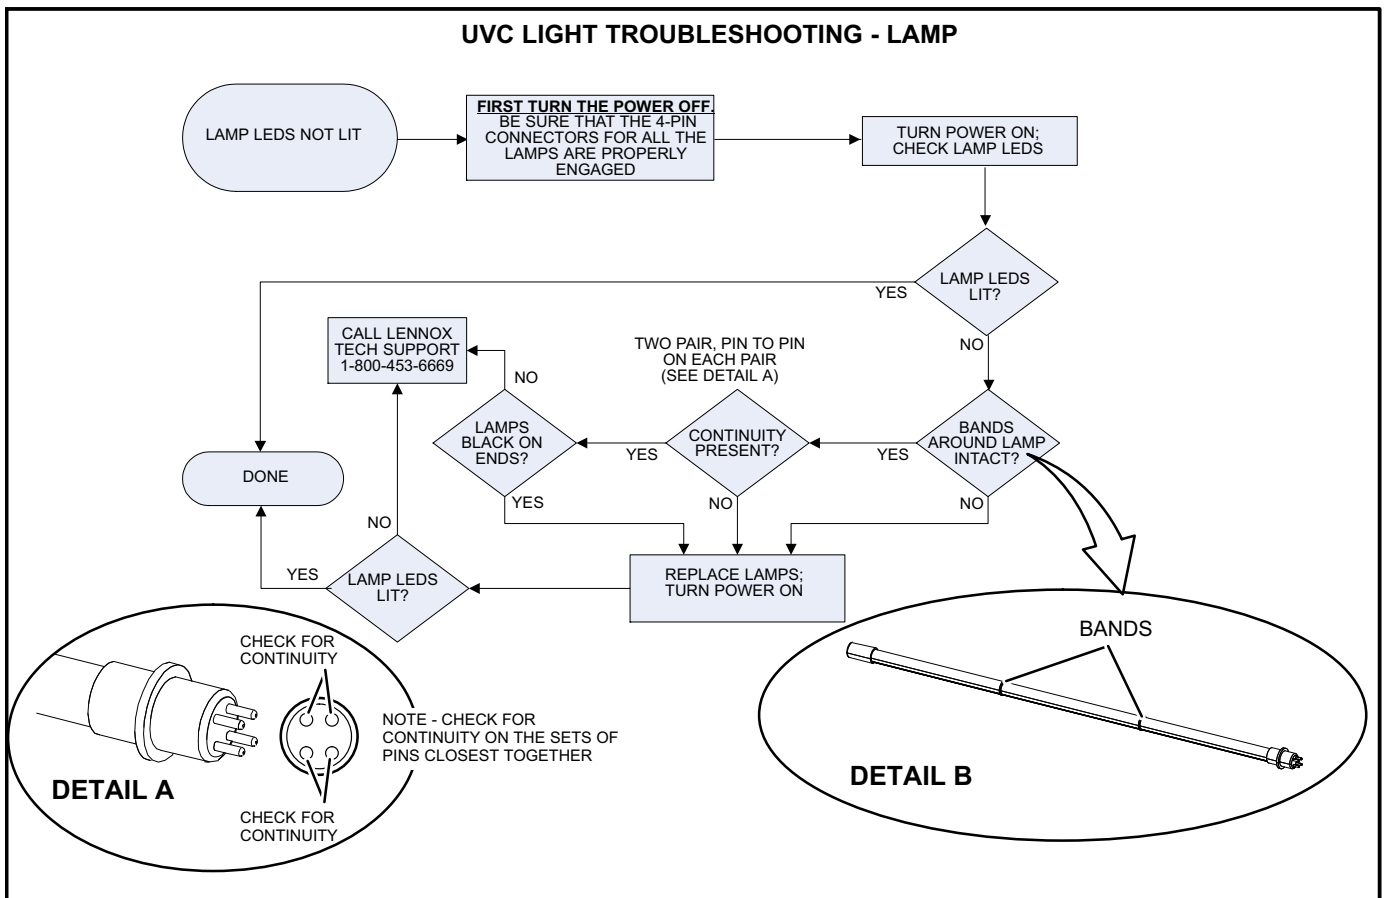 UVC LIGHT TROUBLESHOOTING - LAMP
LAMP LEDS NOT LIT
FIRST TURN THE POWER OFF.
BE SURE THAT THE 4-PIN
CONNECTORS FOR ALL THE
LAMPS ARE PROPERLY
ENGAGED
TURN POWER ON;
CHECK LAMP LEDS
LAMP LEDS
LIT?
YES
NO
CALL LENNOX
TECH SUPPORT
1-800-453-6669
TWO PAIR, PIN TO PIN
ON EACH PAIR
(SEE DETAIL A)
NO
LAMPS
BLACK ON
ENDS?
YES
CONTINUITY
PRESENT?
YES
BANDS
AROUND LAMP
INTACT?
DONE
YES
NO
NO
NO
YES
LAMP LEDS
LIT?
REPLACE LAMPS;
TURN POWER ON
CHECK FOR
CONTINUITY
NOTE - CHECK FOR
CONTINUITY ON THE SETS OF
PINS CLOSEST TOGETHER
DETAIL A
CHECK FOR
CONTINUITY
BANDS
DETAIL B